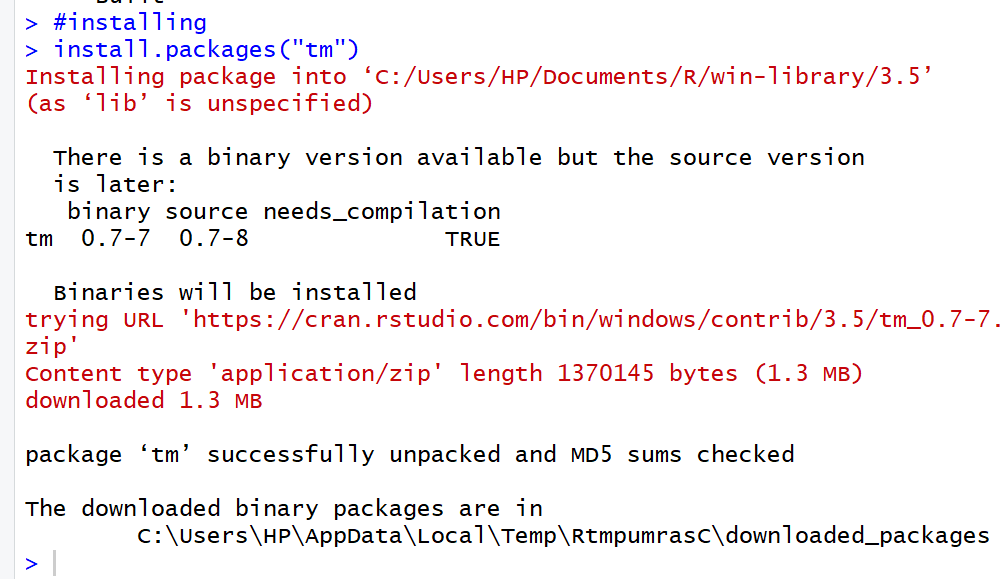 > #installing
> install.packages("tm")
Installing package into ‘C:/Users/HP/Documents/R/win-library/3.5’
(as ‘lib’ is unspecified)
There is a binary version available but the source version
is later:
binary source needs_compilation
tm 0.7-7 0.7-8 TRUE
Binaries will be installed
trying URL 'https://cran.rstudio.com/bin/windows/contrib/3.5/tm_0.7-7.
zip'
Content type 'application/zip' length 1370145 bytes (1.3 MB)
downloaded 1.3 MB
package ‘tm’ successfully unpacked and MD5 sums checked
The downloaded binary packages are in
C:\Users\HP\AppData\Local\Temp\RtmpumrasC\downloaded_packages
>